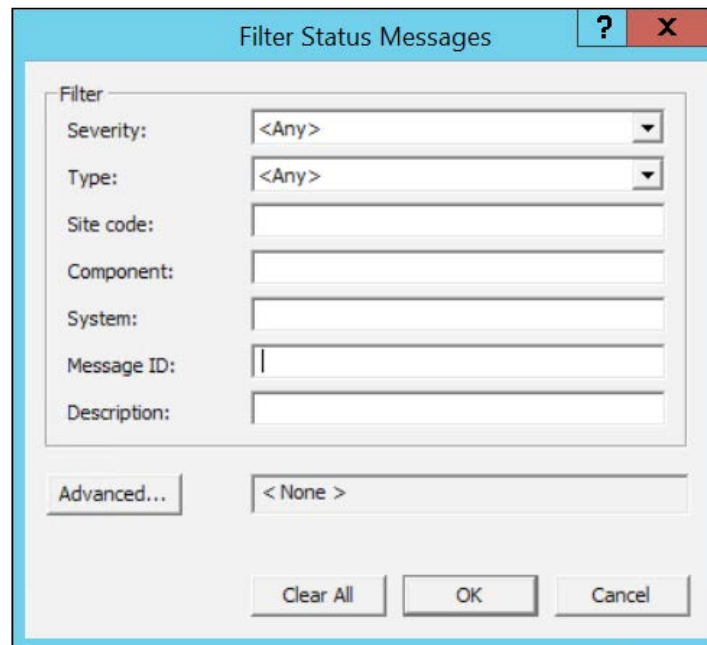 Filter Status Messages
? X
Filter
Severity: <Any>
Type: <Any>
Site code:
Component:
System:
Message ID:
Description:
Advanced... < None >
Clear All OK Cancel